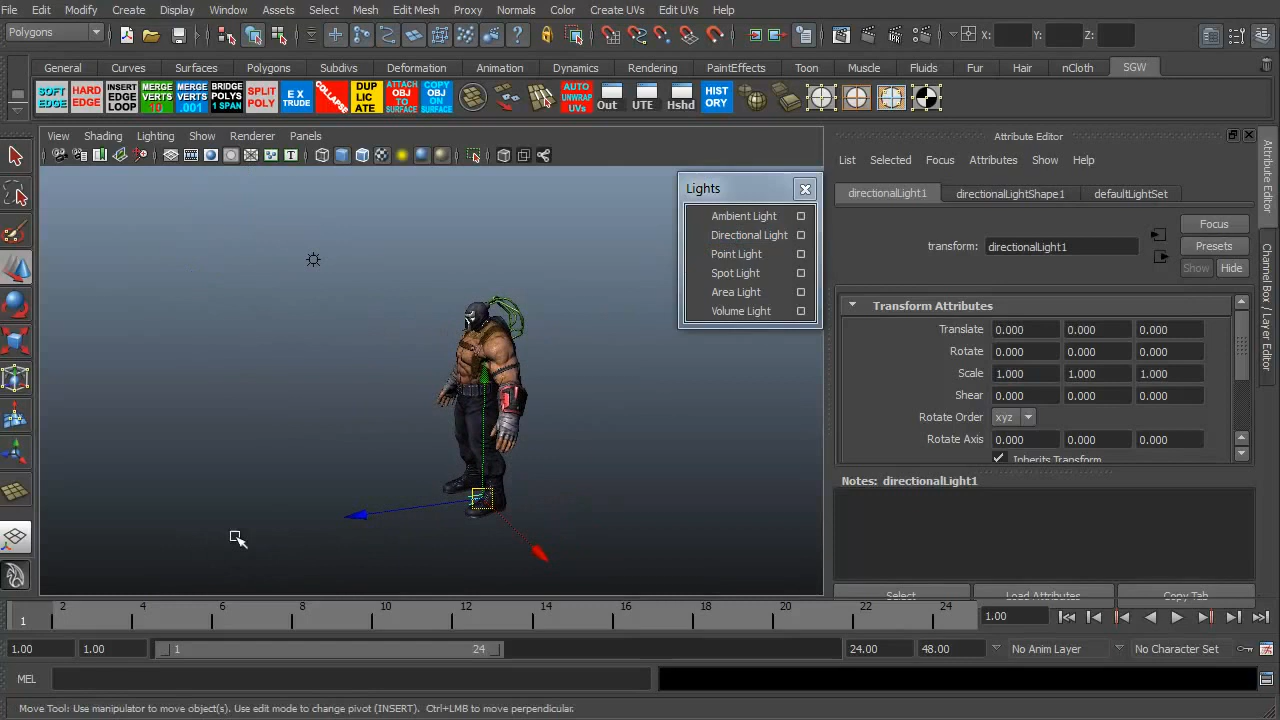 File Edit Modify Create Display Window Assets Select Mesh Edit Mesh Proxy Normals Color Create UVs Edit UVs Help
Polygons X: Y: Z:
General Curves Surfaces Polygons Subdivs Deformation Animation Dynamics Rendering PaintEffects Toon Muscle Fluids Fur Hair nCloth SGW
SOFT EDGE HARD EDGE INSERT EDGE LOOP MERGE VERTS 10 MERGE VERTS .001 BRIDGE POLYS 1 SPAN SPLIT POLY EX TRUDE COLLAPSE DUP LIC ATE ATTACH OBJ TO SURFACE COPY OBJ ON SURFACE AUTO UNWRAP UVs Out UTE Hshd HIST ORY
View Shading Lighting Show Renderer Panels
Lights
Ambient Light
Directional Light
Point Light
Spot Light
Area Light
Volume Light
Attribute Editor
List Selected Focus Attributes Show Help
directionalLight1 directionalLightShape1 defaultLightSet
Focus
transform: directionalLight1 Presets
Show Hide
Transform Attributes
Translate 0.000 0.000 0.000
Rotate 0.000 0.000 0.000
Scale 1.000 1.000 1.000
Shear 0.000 0.000 0.000
Rotate Order xyz
Rotate Axis 0.000 0.000 0.000
Inherits Transform
Notes: directionalLight1
Select Load Attributes Copy Tab
Attribute Editor
Channel Box / Layer Editor
1 2 4 6 8 10 12 14 16 18 20 22 24 1.00
1.00 1.00 1 24 24.00 48.00 No Anim Layer No Character Set
MEL
Move Tool: Use manipulator to move object(s). Use edit mode to change pivot (INSERT). Ctrl+LMB to move perpendicular.